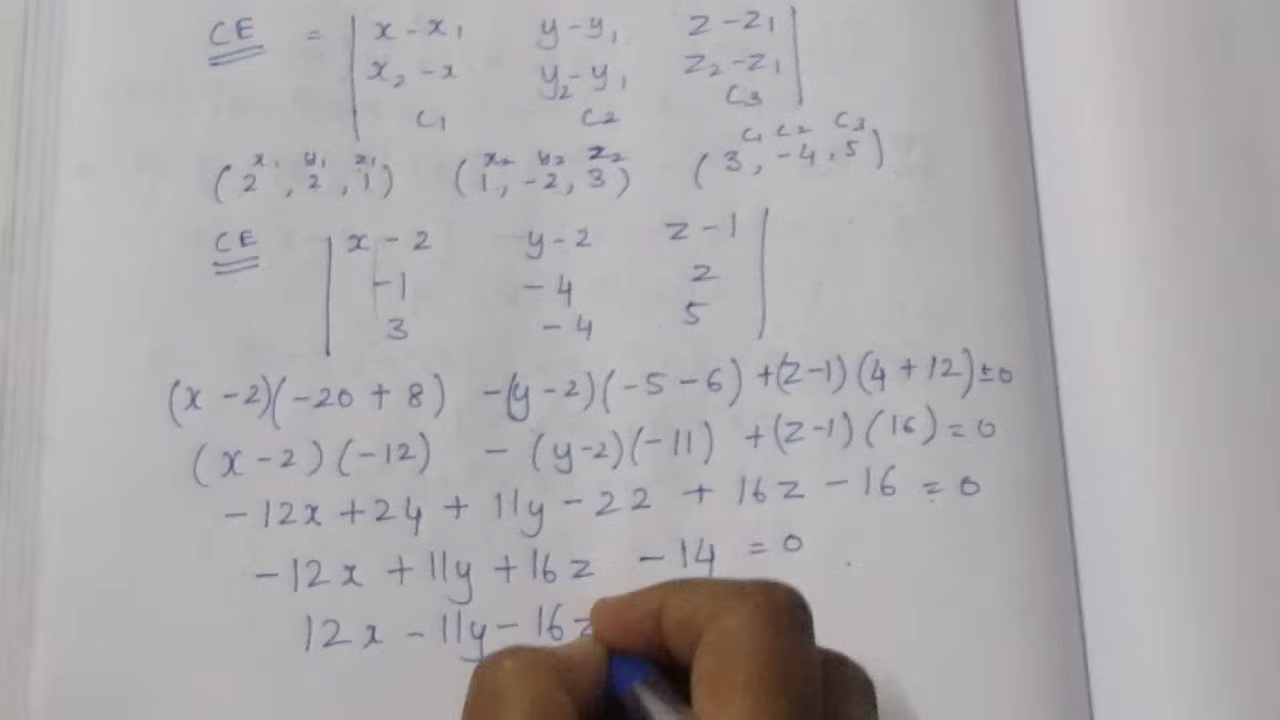 CE = | x - x₁ y - y₁ z - z₁ |
x₂ - x y₂ - y₁ z₂ - z₁
c₁ c₂ c₃
x₁ y₁ z₁ x₂ y₂ z₂ c₁ c₂ c₃
(2, 2, 1) (1, -2, 3) (3, -4, 5)
CE | x - 2 y - 2 z - 1 |
-1 -4 2
3 -4 5
(x - 2)(-20 + 8) -(y - 2)(-5 - 6) +(z - 1)(4 + 12) = 0
(x - 2)(-12) - (y - 2)(-11) +(z - 1)(16) = 0
-12x + 24 + 11y - 22 + 16z - 16 = 0
-12x + 11y + 16z - 14 = 0
12x - 11y - 16z